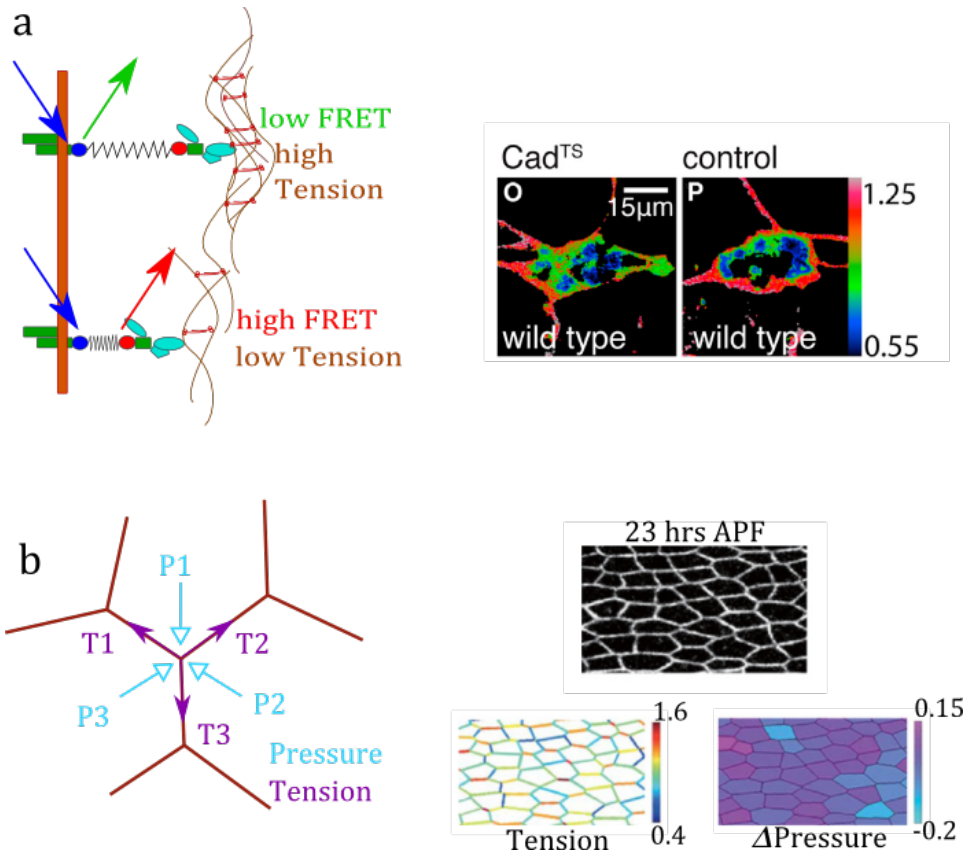 a
low FRET
high
Tension
high FRET
low Tension
Cad^TS control
O P
15μm
wild type wild type
1.25
0.55
b
P1
T1 T2
P3 P2
T3
Pressure
Tension
23 hrs APF
1.6
0.4
Tension
0.15
-0.2
ΔPressure